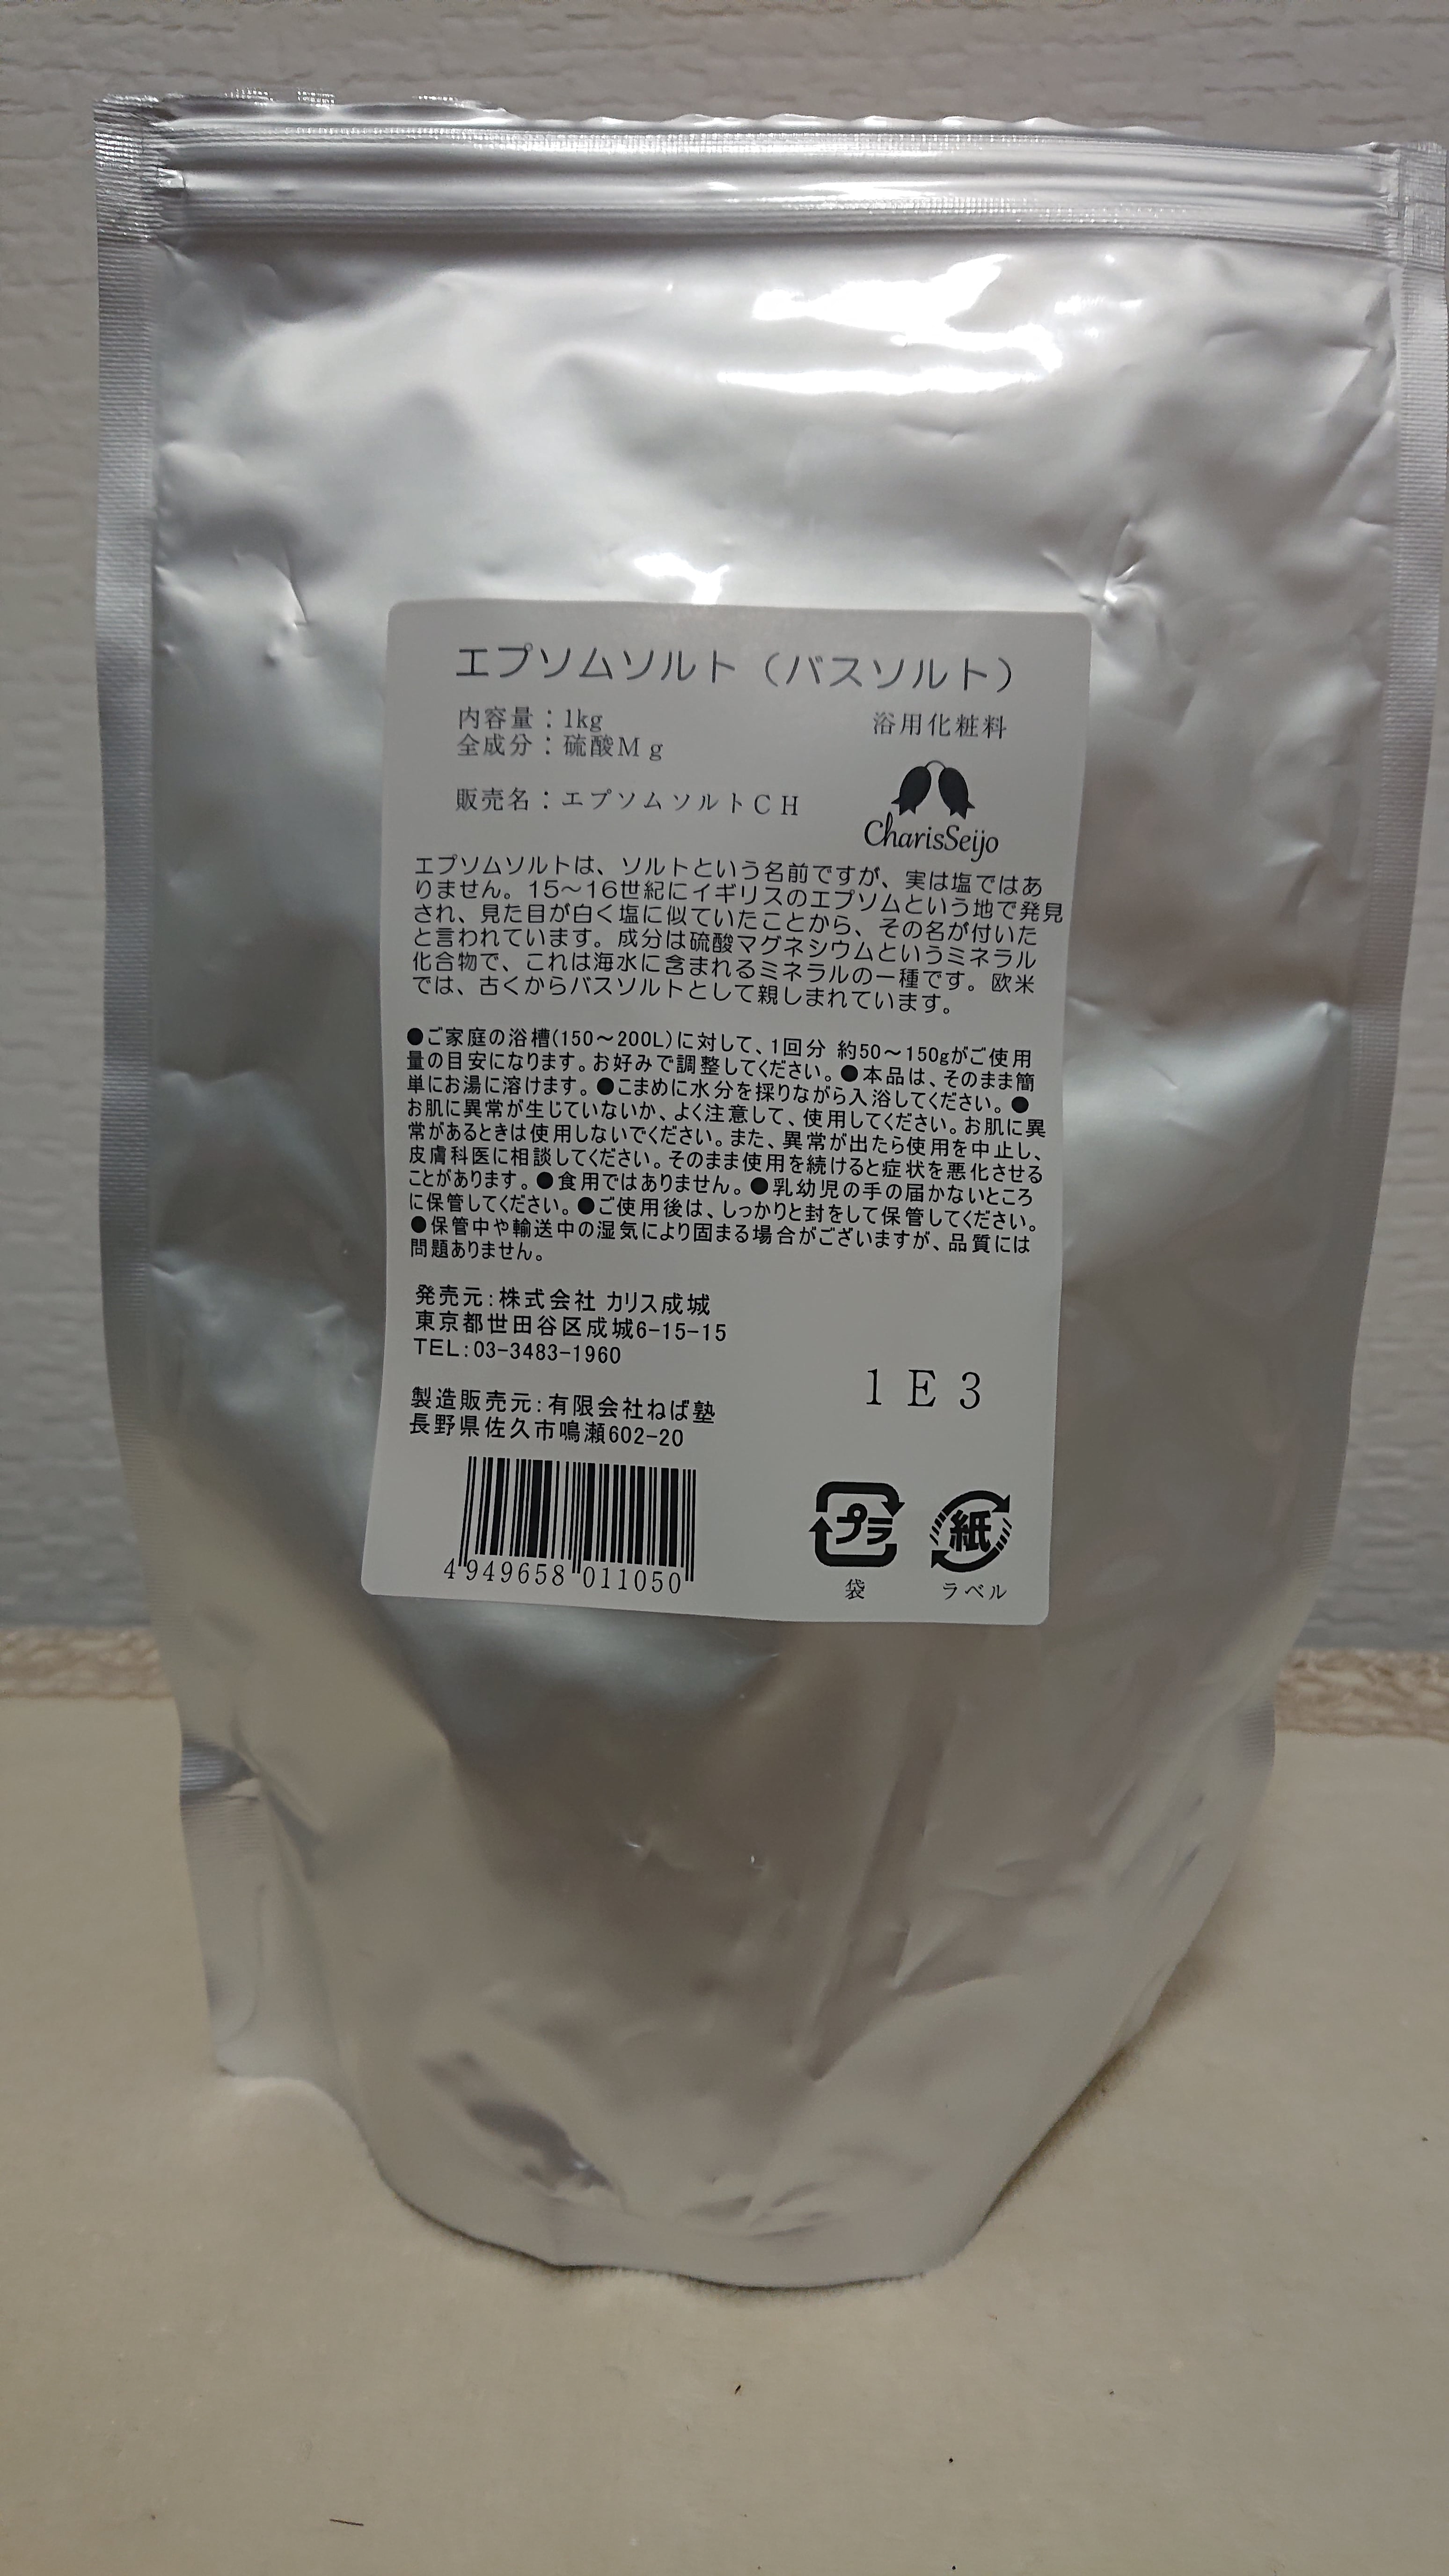 エプソムソルト（バスソルト）
内容量：1kg
浴用化粧料
全成分：硫酸Ｍｇ
販売名：エプソムソルトＣＨ
CharisSeijo
エプソムソルトは、ソルトという名前ですが、実は塩ではあ
りません。15～16世紀にイギリスのエプソムという地で発見
され、見た目が白く塩に似ていたことから、その名が付いた
と言われています。成分は硫酸マグネシウムというミネラル
化合物で、これは海水に含まれるミネラルの一種です。欧米
では、古くからバスソルトとして親しまれています。
●ご家庭の浴槽(150～200L)に対して、1回分 約50～150gがご使用
量の目安になります。お好みで調整してください。●本品は、そのまま簡
単にお湯に溶けます。●こまめに水分を採りながら入浴してください。●
お肌に異常が生じていないか、よく注意して、使用してください。お肌に異
常があるときは使用しないでください。また、異常が出たら使用を中止し、
皮膚科医に相談してください。そのまま使用を続けると症状を悪化させる
ことがあります。●食用ではありません。●乳幼児の手の届かないところ
に保管してください。●ご使用後は、しっかりと封をして保管してください。
●保管中や輸送中の湿気により固まる場合がございますが、品質には
問題ありません。
発売元：株式会社 カリス成城
東京都世田谷区成城6-15-15
TEL:03-3483-1960
1E3
製造販売元：有限会社ねば塾
長野県佐久市鳴瀬602-20
4 949658 011050
プラ
紙
袋
ラベル